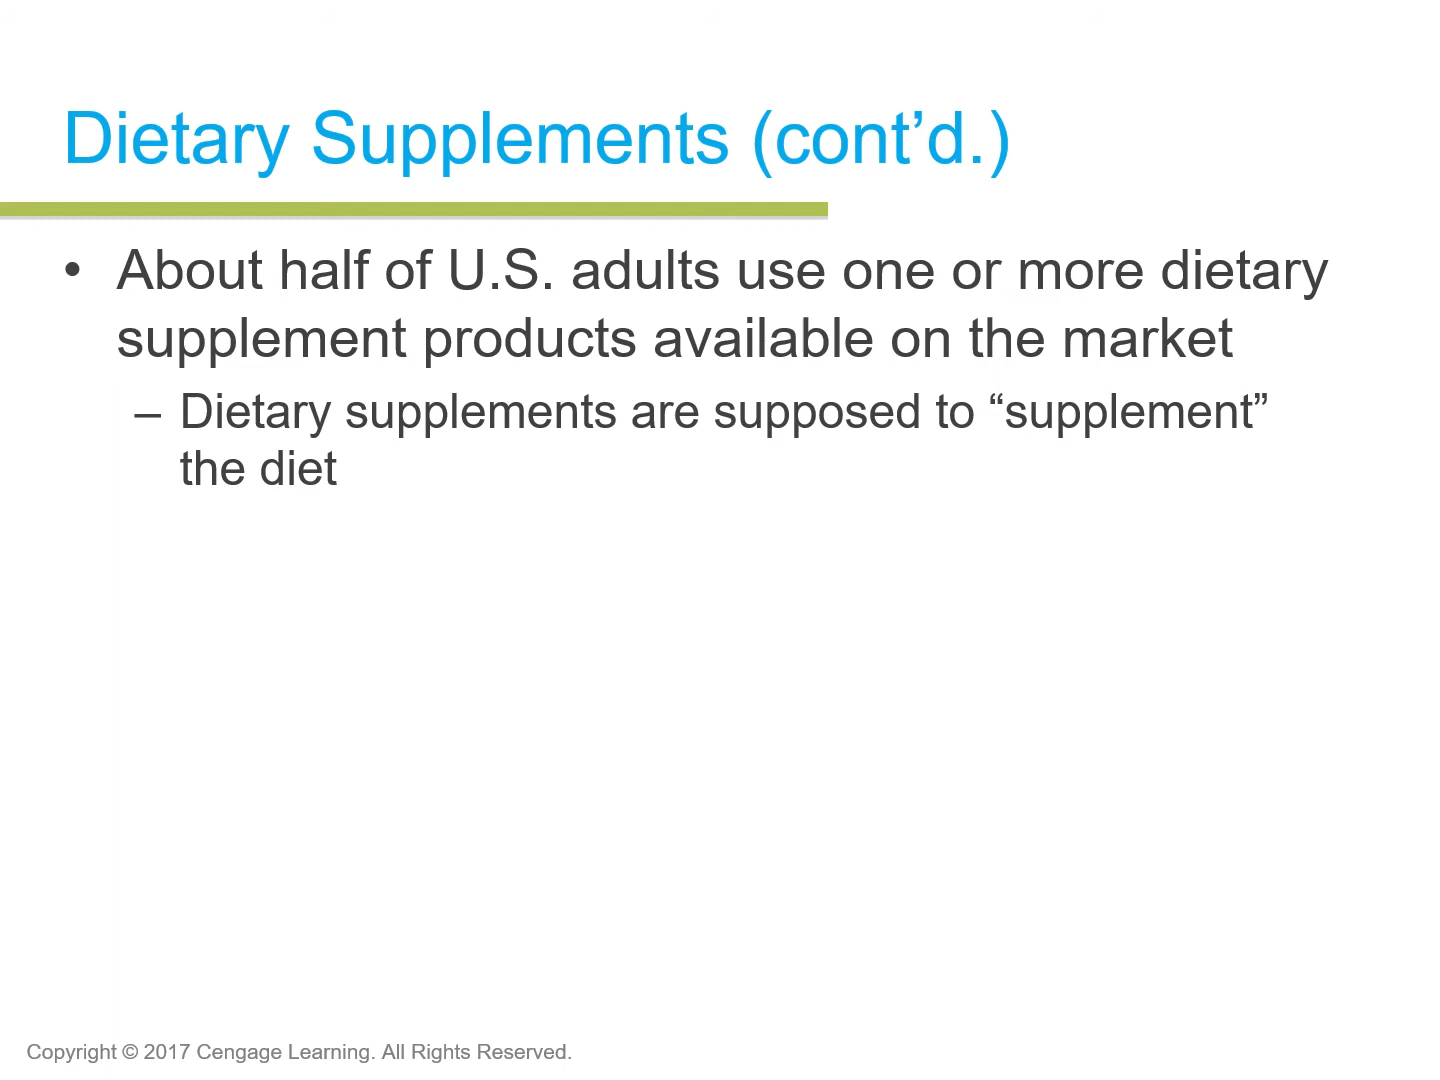 Dietary Supplements (cont’d.)
• About half of U.S. adults use one or more dietary
supplement products available on the market
– Dietary supplements are supposed to “supplement”
the diet
Copyright © 2017 Cengage Learning. All Rights Reserved.